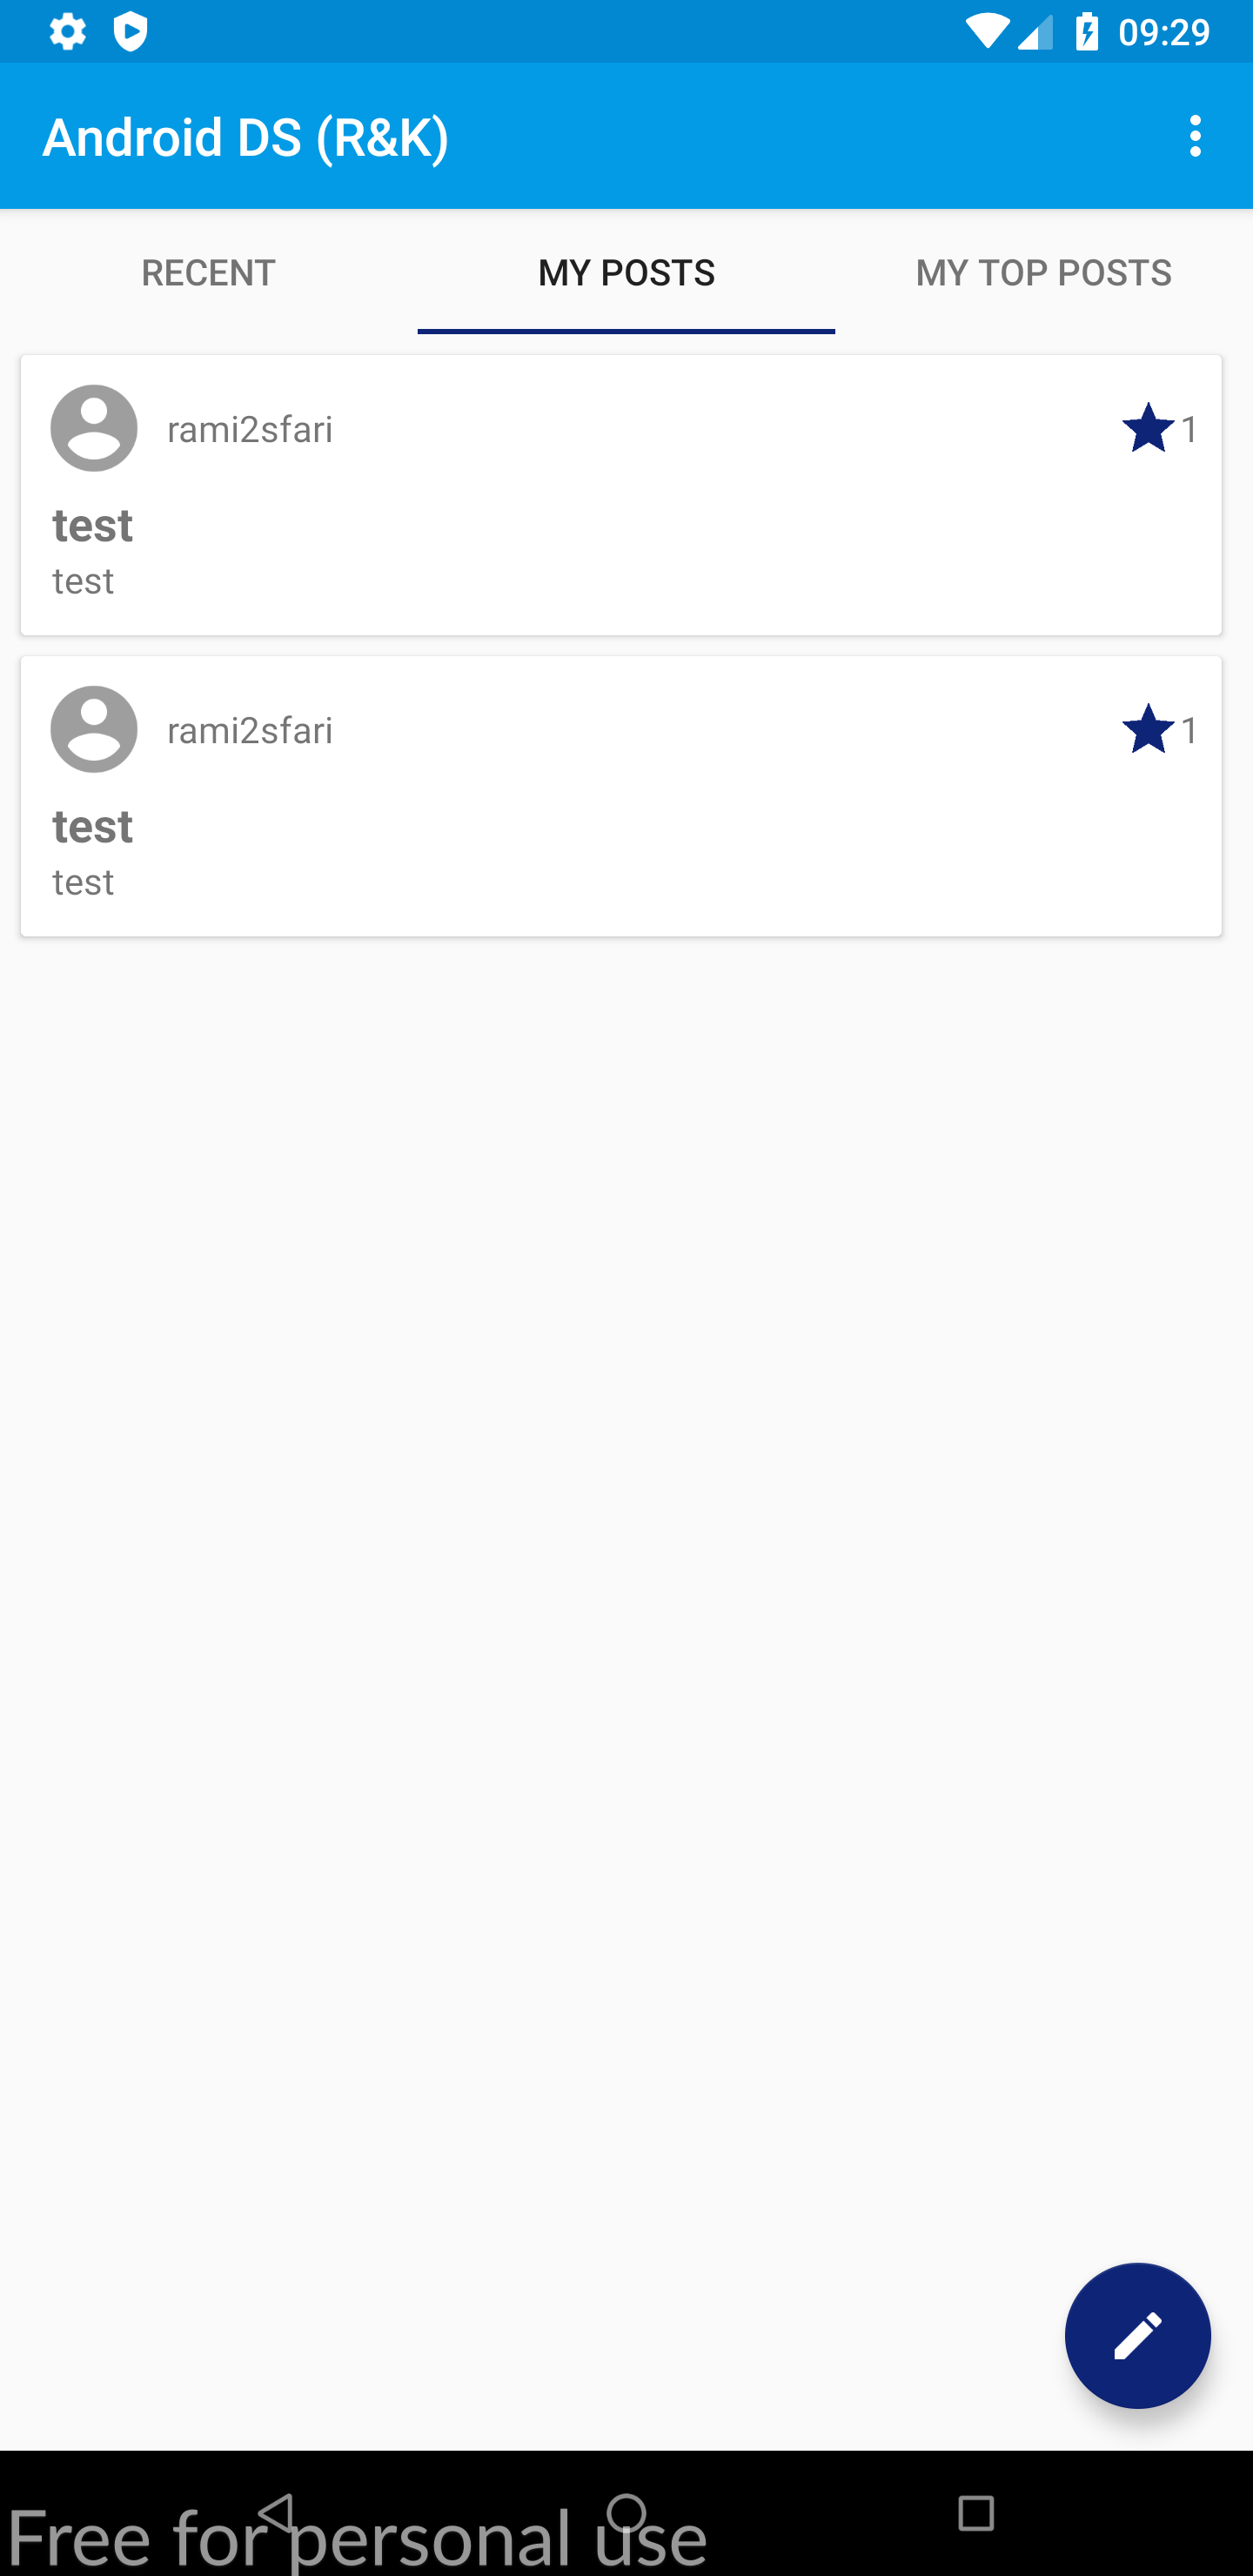 09:29
Android DS (R&K)
RECENT
MY POSTS
MY TOP POSTS
rami2sfari
1
test
test
rami2sfari
1
test
test
Free for personal use